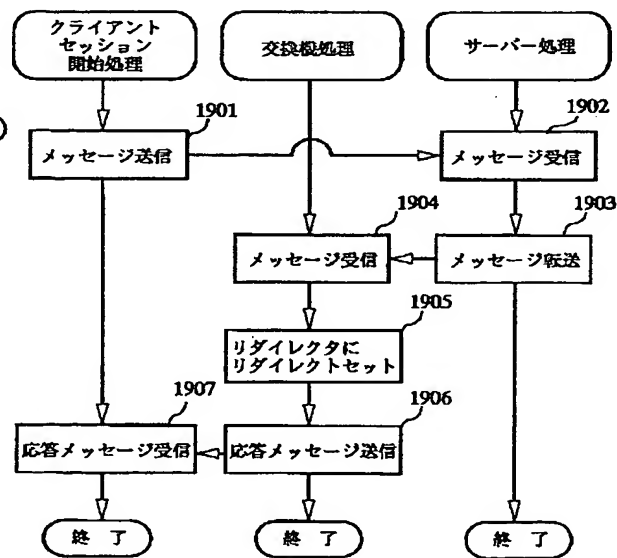 クライアント
セッション
開始処理
交換機処理
サーバー処理
1901
メッセージ送信
1902
メッセージ受信
1904
メッセージ受信
1903
メッセージ転送
1905
リダイレクタに
リダイレクトセット
1907
応答メッセージ受信
1906
応答メッセージ送信
終 了
終 了
終 了